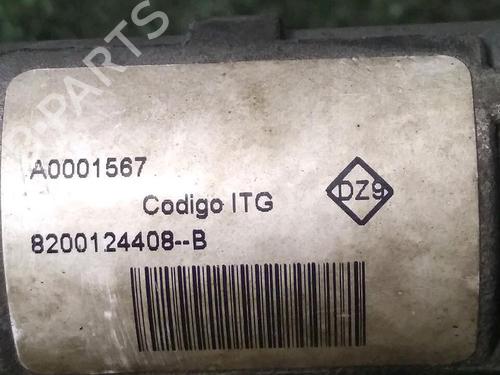 A0001567
Codigo ITG
DZ9
8200124408--B